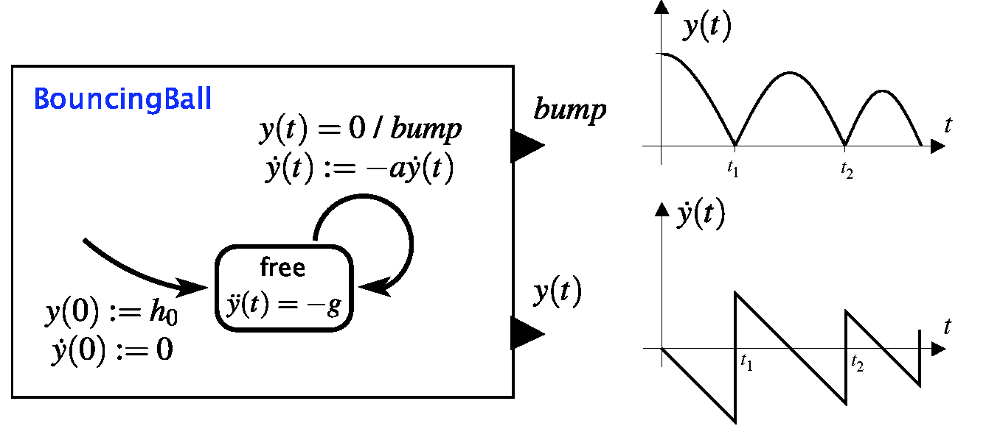 BouncingBall
y(t) = 0 / bump
ẏ(t) := −aẏ(t)
free
ÿ(t) = −g
y(0) := h₀
ẏ(0) := 0
bump
y(t)
y(t)
t
t₁
t₂
ẏ(t)
t
t₁
t₂